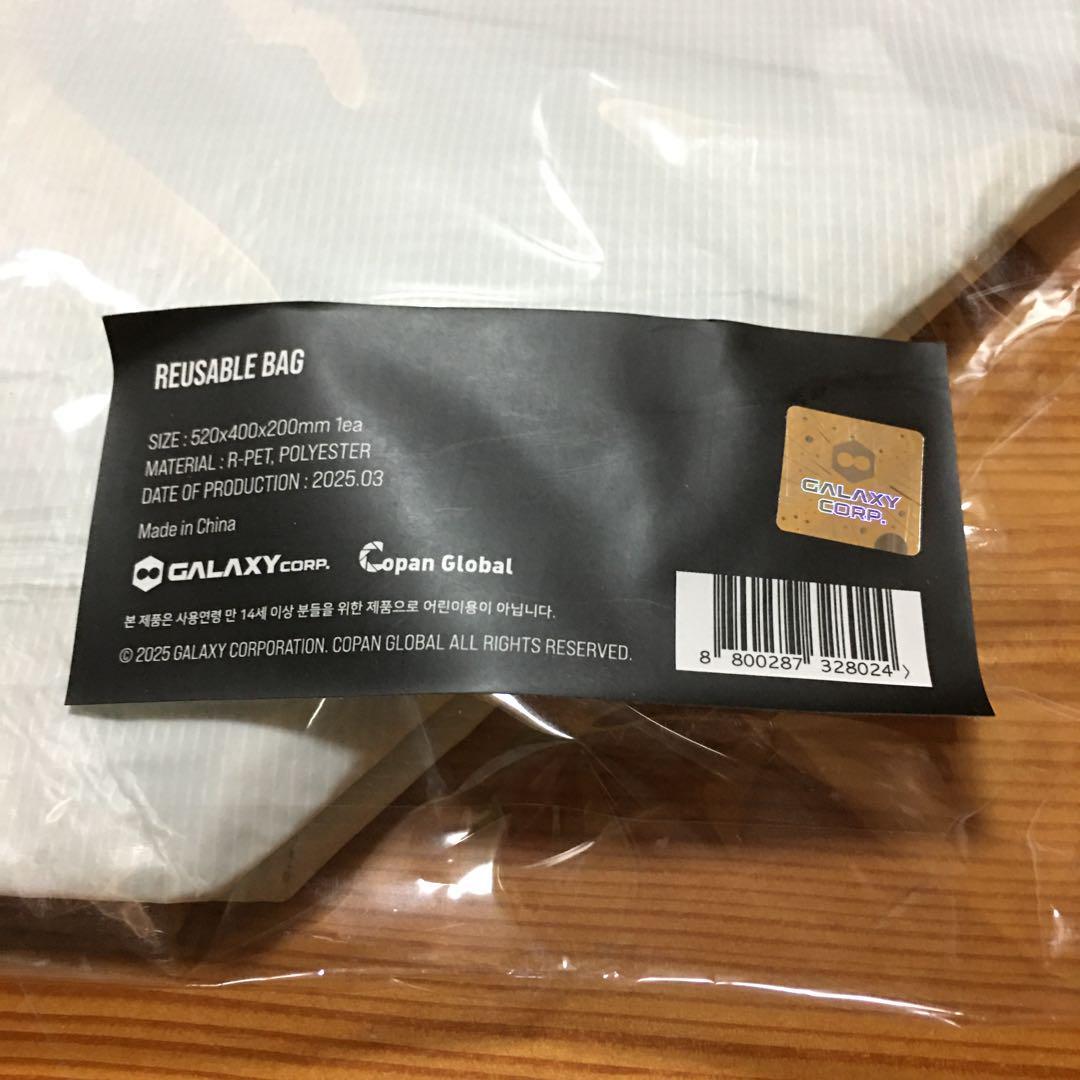 REUSABLE BAG
SIZE : 520x400x200mm 1ea
MATERIAL : R-PET, POLYESTER
DATE OF PRODUCTION : 2025.03
Made in China
GALAXY CORP. Copan Global
본 제품은 사용연령 만 14세 이상 분들을 위한 제품으로 어린이용이 아닙니다.
© 2025 GALAXY CORPORATION. COPAN GLOBAL ALL RIGHTS RESERVED.
GALAXY
CORP.
8 800287 328024 >